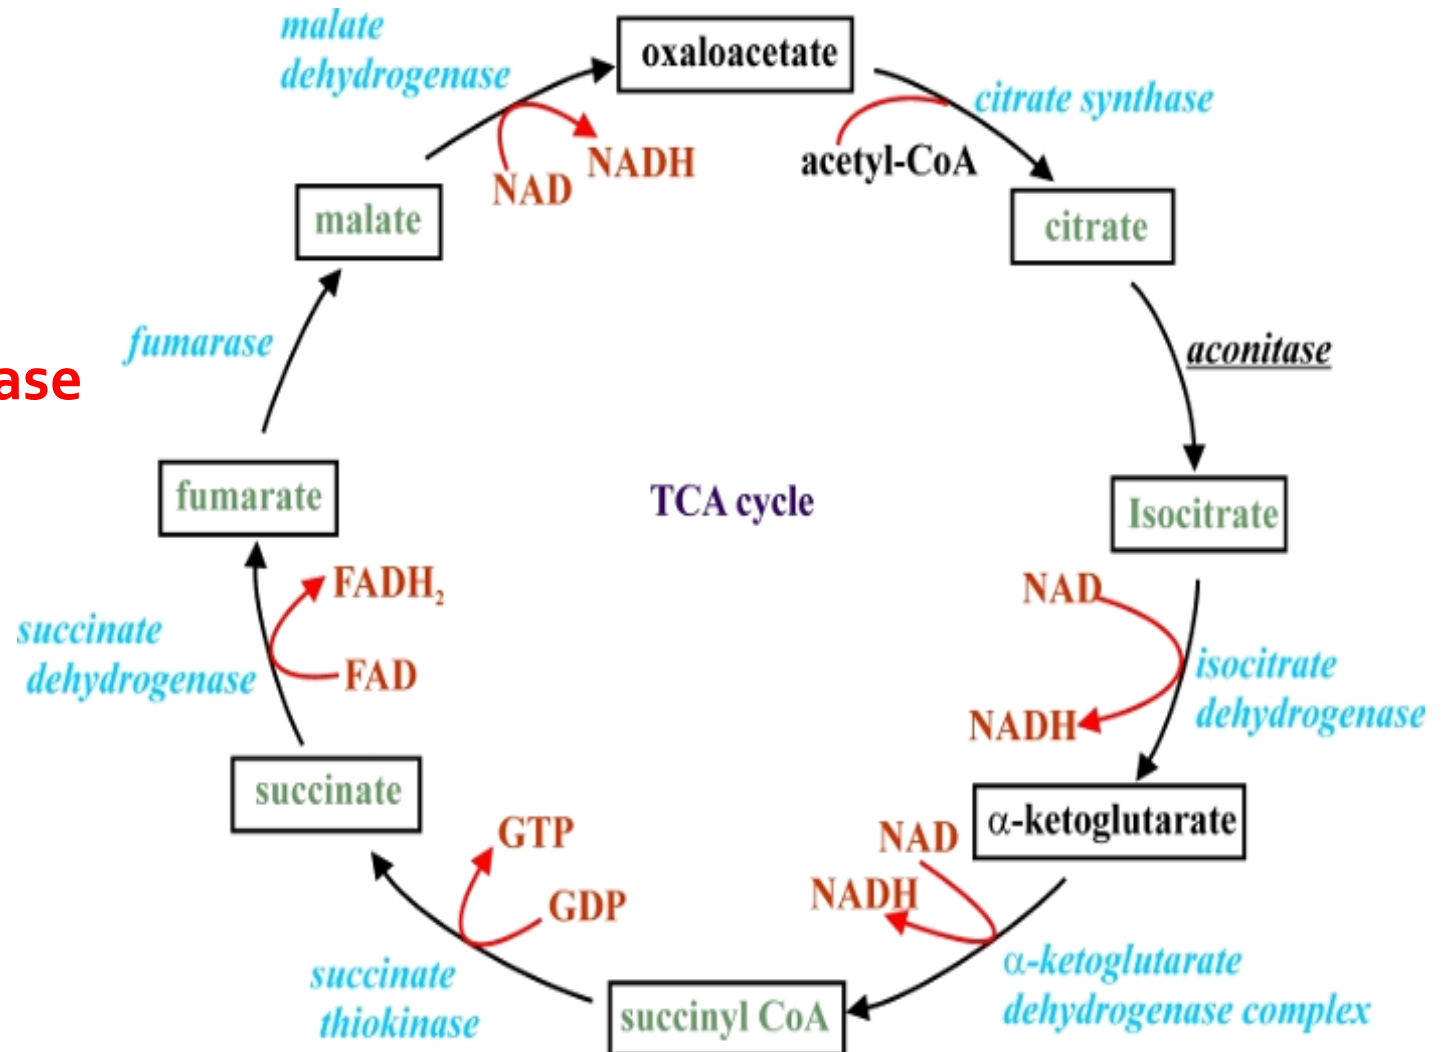 malate
dehydrogenase
oxaloacetate
citrate synthase
acetyl-CoA
NADH
NAD
malate
citrate
fumarase
aconitase
ase
fumarate
TCA cycle
Isocitrate
FADH₂
NAD
succinate
dehydrogenase
FAD
isocitrate
dehydrogenase
NADH
succinate
α-ketoglutarate
GTP
NAD
GDP
NADH
succinate
thiokinase
α-ketoglutarate
dehydrogenase complex
succinyl CoA